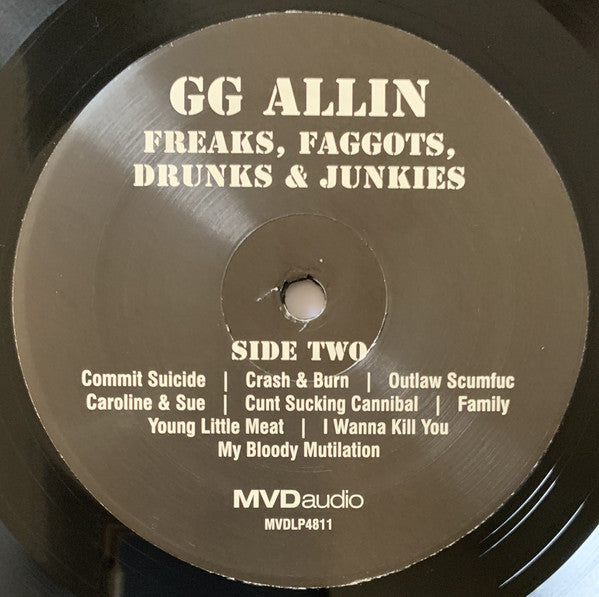 GG ALLIN
FREAKS, FAGGOTS,
DRUNKS & JUNKIES
SIDE TWO
Commit Suicide | Crash & Burn | Outlaw Scumfuc
Caroline & Sue | Cunt Sucking Cannibal | Family
Young Little Meat | I Wanna Kill You
My Bloody Mutilation
MVDaudio
MVDLP4811